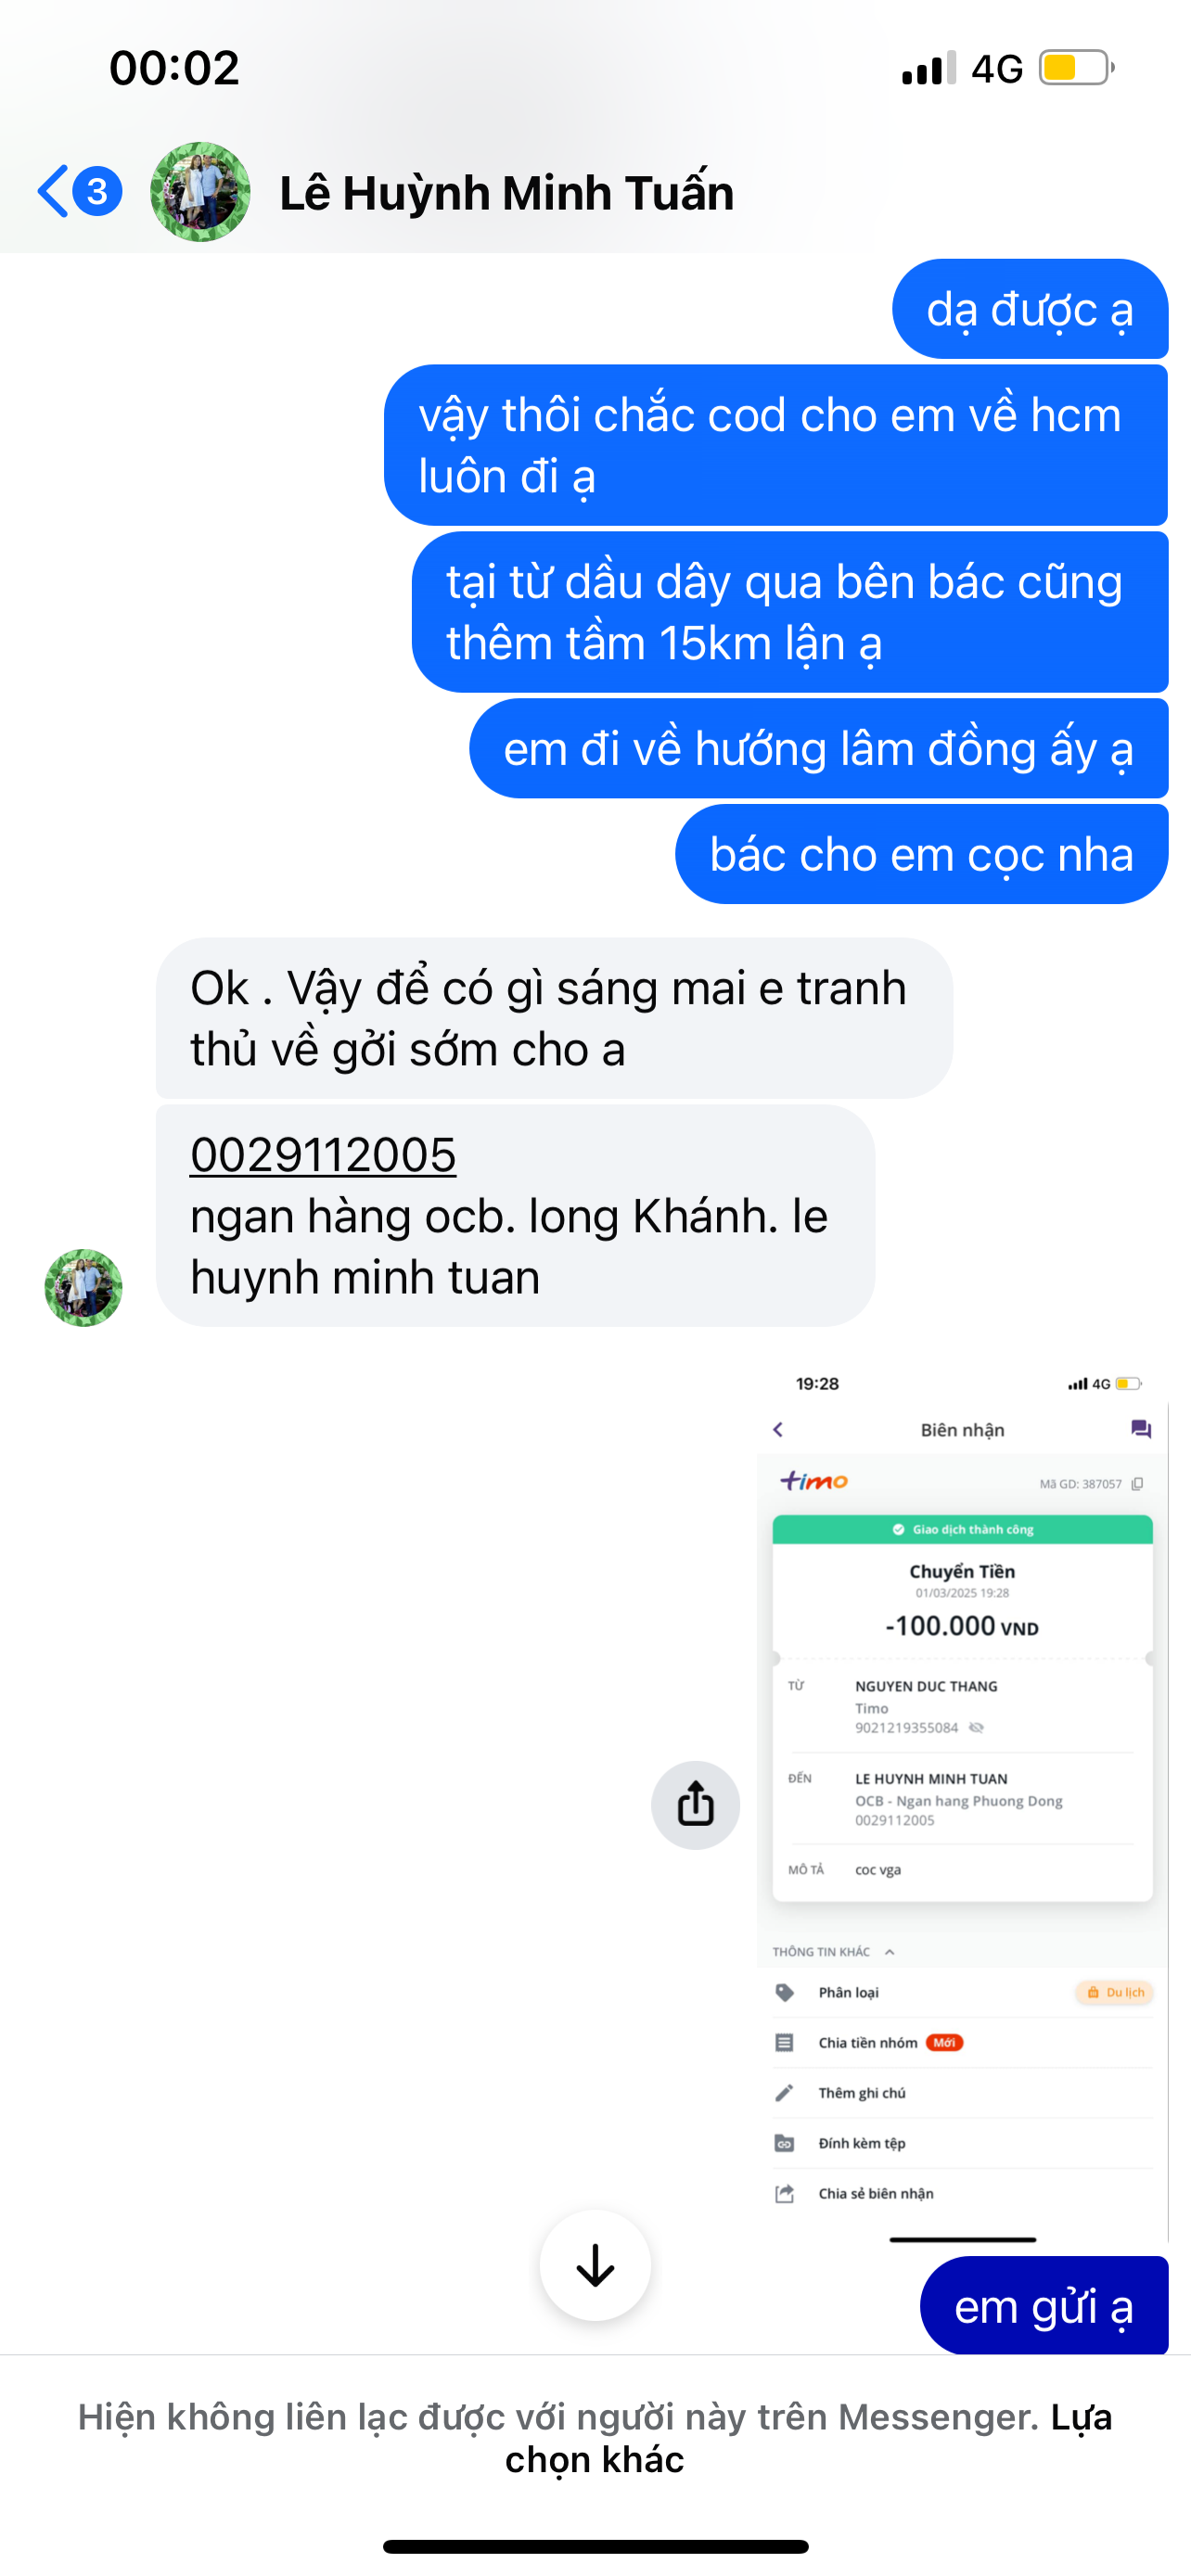 00:02
4G
3
Lê Huỳnh Minh Tuấn
dạ được ạ
vậy thôi chắc cod cho em về hcm
luôn đi ạ
tại từ dầu dây qua bên bác cũng
thêm tầm 15km lận ạ
em đi về hướng lâm đồng ấy ạ
bác cho em cọc nha
Ok . Vậy để có gì sáng mai e tranh
thủ về gởi sớm cho a
0029112005
ngan hàng ocb. long Khánh. le
huynh minh tuan
19:28
4G
Biên nhận
timo
Mã GD: 387057
Giao dịch thành công
Chuyển Tiền
01/03/2025 19:28
-100.000 VND
TỪ
NGUYEN DUC THANG
Timo
9021219355084
ĐẾN
LE HUYNH MINH TUAN
OCB - Ngan hang Phuong Dong
0029112005
MÔ TẢ
coc vga
THÔNG TIN KHÁC
Phân loại
Du lịch
Chia tiền nhóm
Mới
Thêm ghi chú
Đính kèm tệp
Chia sẻ biên nhận
em gửi ạ
Hiện không liên lạc được với người này trên Messenger. Lựa
chọn khác